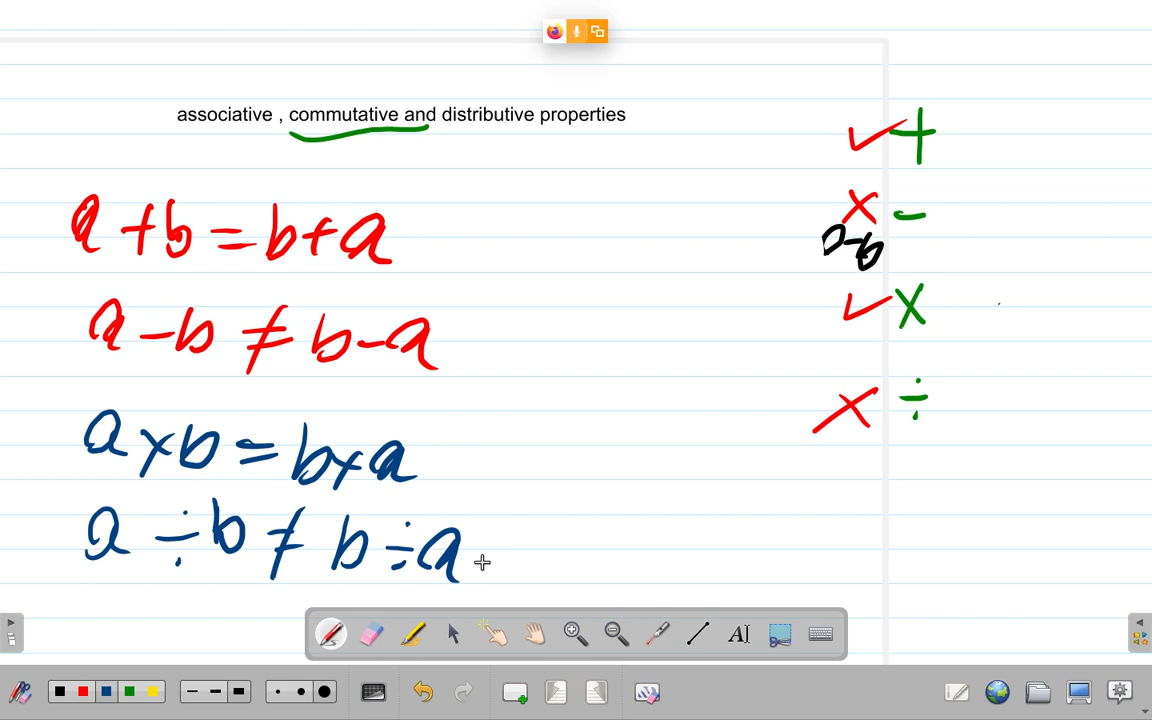 associative , commutative and distributive properties
✓ +
a + b = b + a
✗ -
a - b
a - b ≠ b - a
✓ ×
a × b = b × a
✗ ÷
a ÷ b ≠ b ÷ a